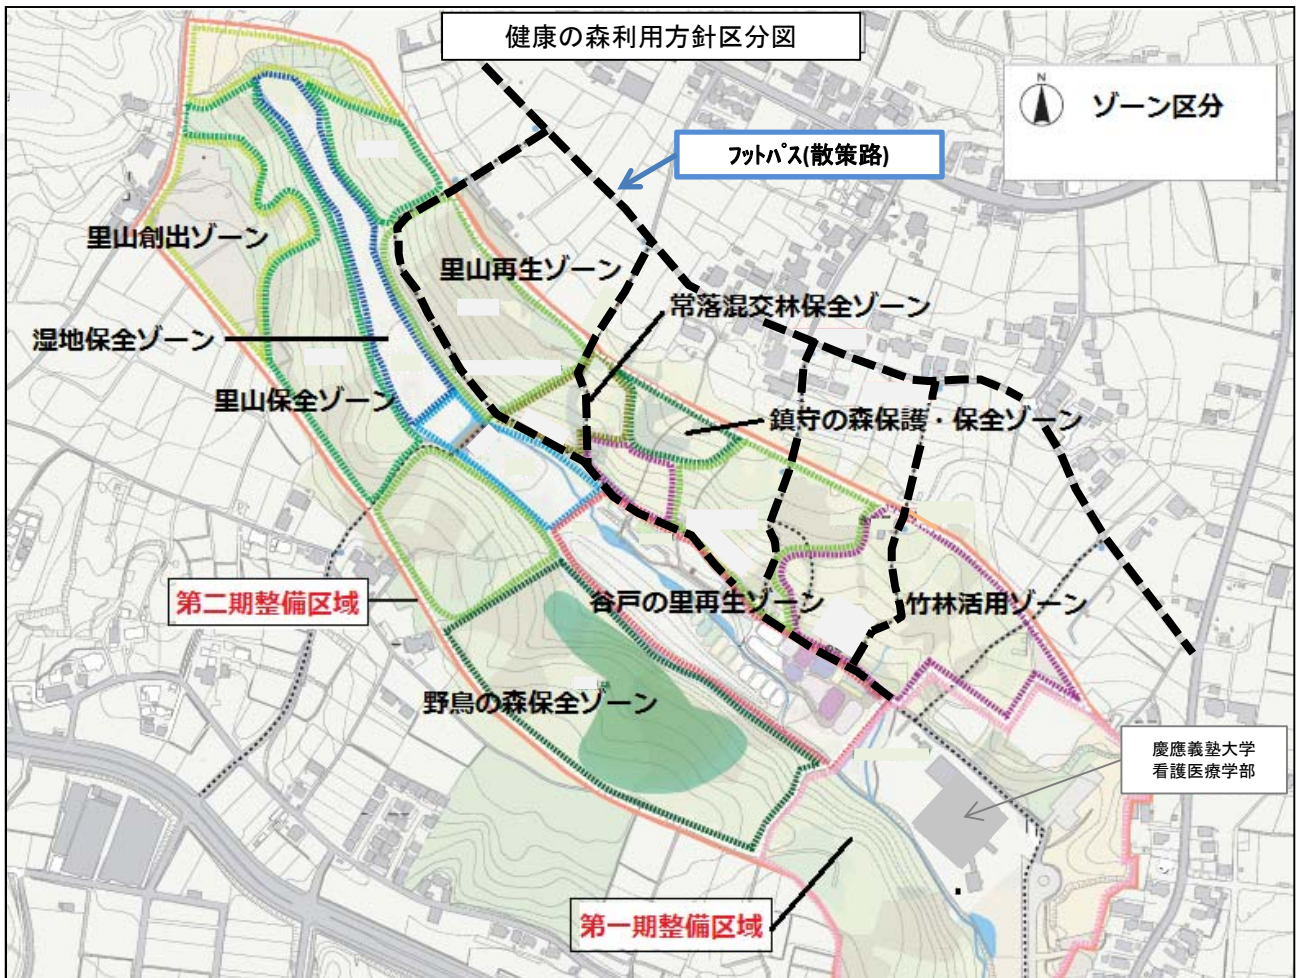 健康の森利用方針区分図
N
ゾーン区分
フットパス(散策路)
里山創出ゾーン
里山再生ゾーン
常落混交林保全ゾーン
湿地保全ゾーン
里山保全ゾーン
鎮守の森保護・保全ゾーン
第二期整備区域
谷戸の里再生ゾーン
竹林活用ゾーン
野鳥の森保全ゾーン
慶應義塾大学
看護医療学部
第一期整備区域